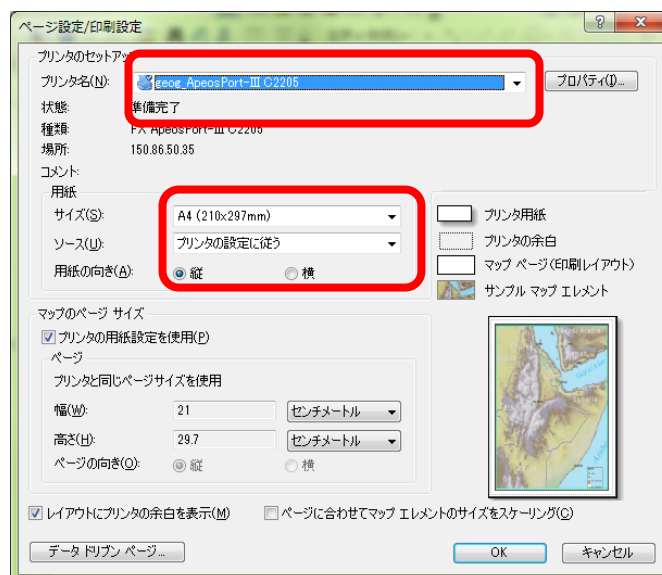 ページ設定/印刷設定
プリンタのセットアップ
プリンタ名(N): geog_ApeosPort-III C2205 プロパティ(I)...
状態: 準備完了
種類: FX ApeosPort-III C2205
場所: 150.86.50.35
コメント:
用紙
サイズ(S): A4 (210x297mm)
ソース(U): プリンタの設定に従う
用紙の向き(A): 縦 横
プリンタ用紙
プリンタの余白
マップ ページ(印刷レイアウト)
サンプル マップ エレメント
マップのページ サイズ
プリンタの用紙設定を使用(P)
ページ
プリンタと同じページサイズを使用
幅(W): 21 センチメートル
高さ(H): 29.7 センチメートル
ページの向き(O): 縦 横
レイアウトにプリンタの余白を表示(M) ページに合わせてマップ エレメントのサイズをスケーリング(C)
データ ドリブン ページ... OK キャンセル